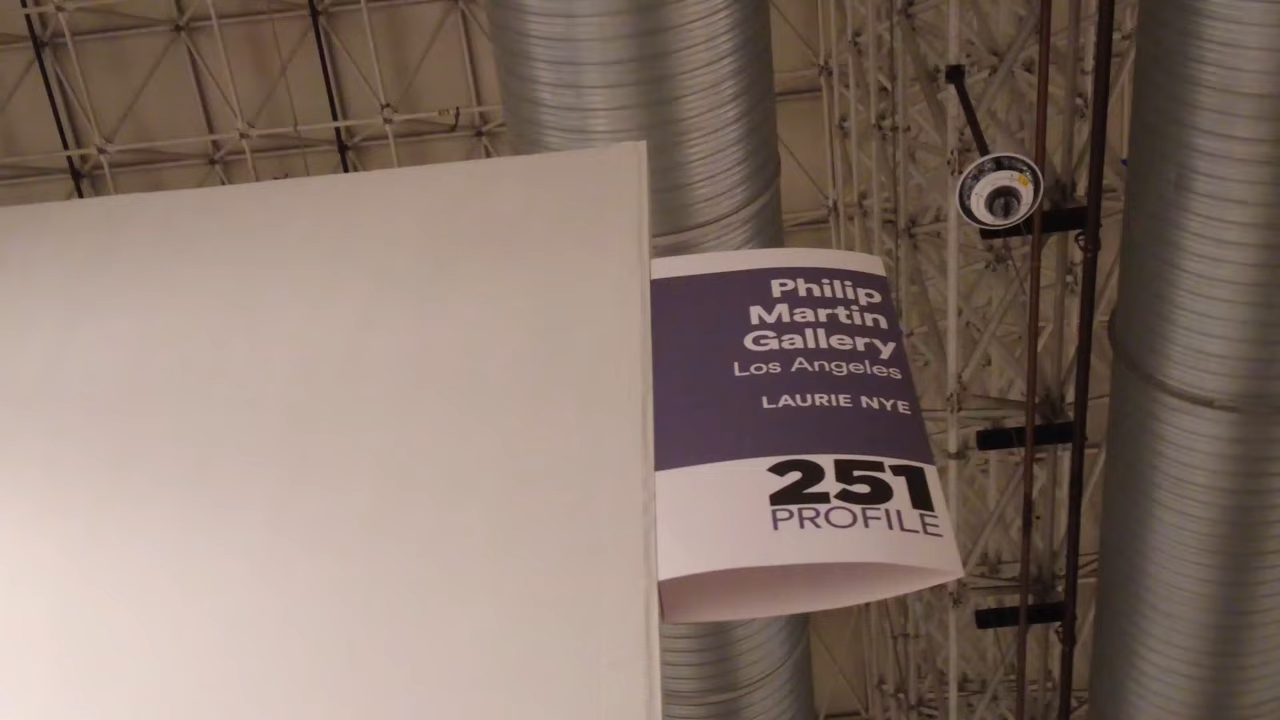 Philip
Martin
Gallery
Los Angeles
LAURIE NYE
251
PROFILE